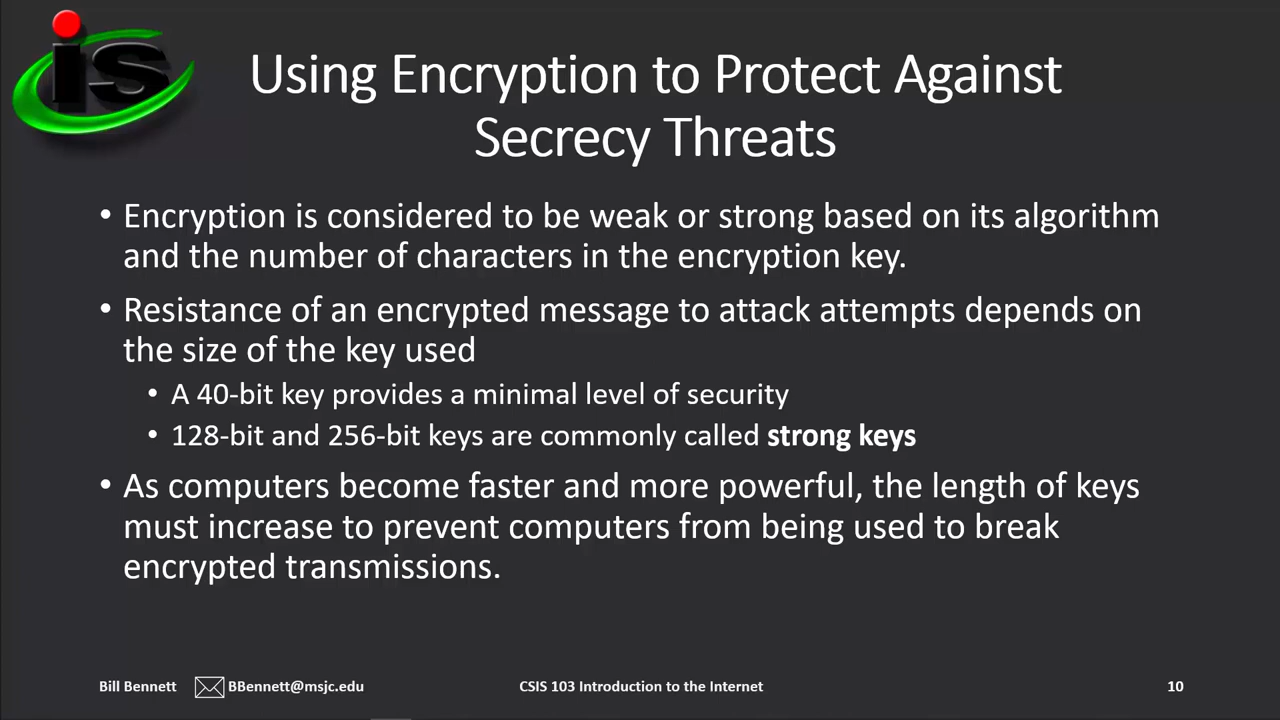 is
Using Encryption to Protect Against
Secrecy Threats
• Encryption is considered to be weak or strong based on its algorithm
and the number of characters in the encryption key.
• Resistance of an encrypted message to attack attempts depends on
the size of the key used
• A 40-bit key provides a minimal level of security
• 128-bit and 256-bit keys are commonly called strong keys
• As computers become faster and more powerful, the length of keys
must increase to prevent computers from being used to break
encrypted transmissions.
Bill Bennett BBennett@msjc.edu CSIS 103 Introduction to the Internet 10